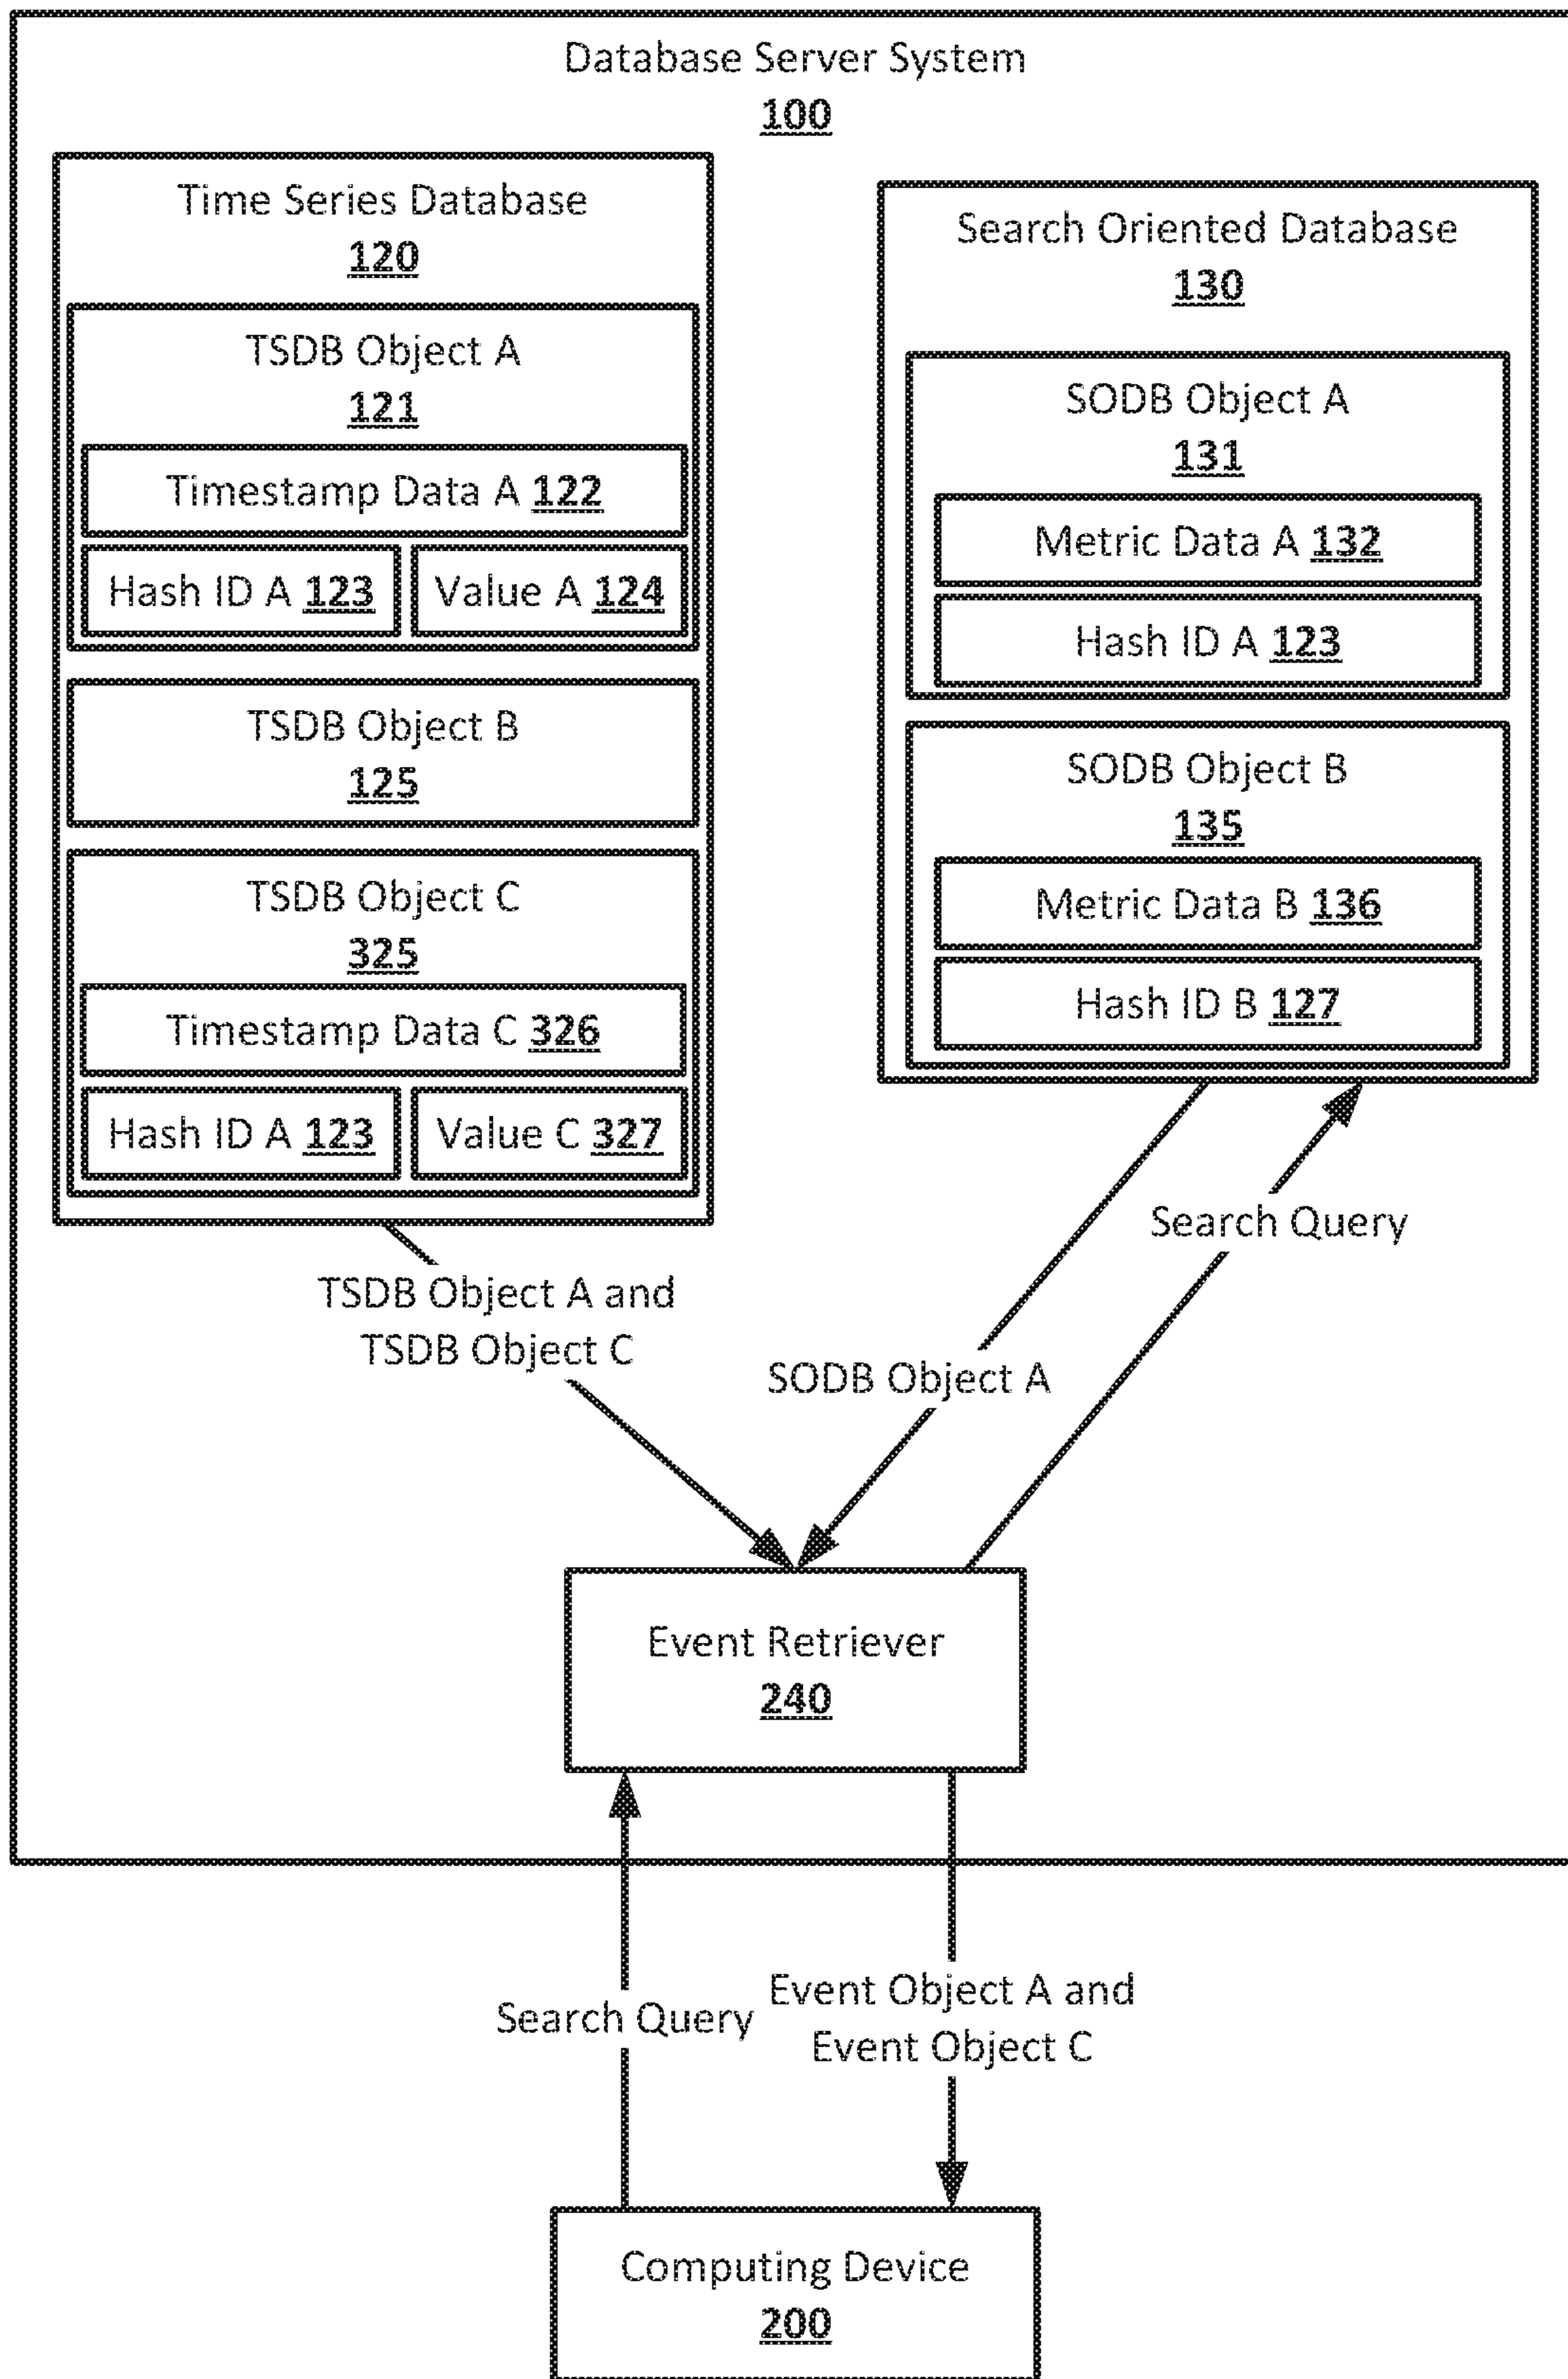 Database Server System
100
Time Series Database
120
TSDB Object A
121
Timestamp Data A 122
Hash ID A 123
Value A 124
TSDB Object B
125
TSDB Object C
325
Timestamp Data C 326
Hash ID A 123
Value C 327
Search Oriented Database
130
SODB Object A
131
Metric Data A 132
Hash ID A 123
SODB Object B
135
Metric Data B 136
Hash ID B 127
TSDB Object A and
TSDB Object C
SODB Object A
Search Query
Event Retriever
240
Search Query
Event Object A and
Event Object C
Computing Device
200